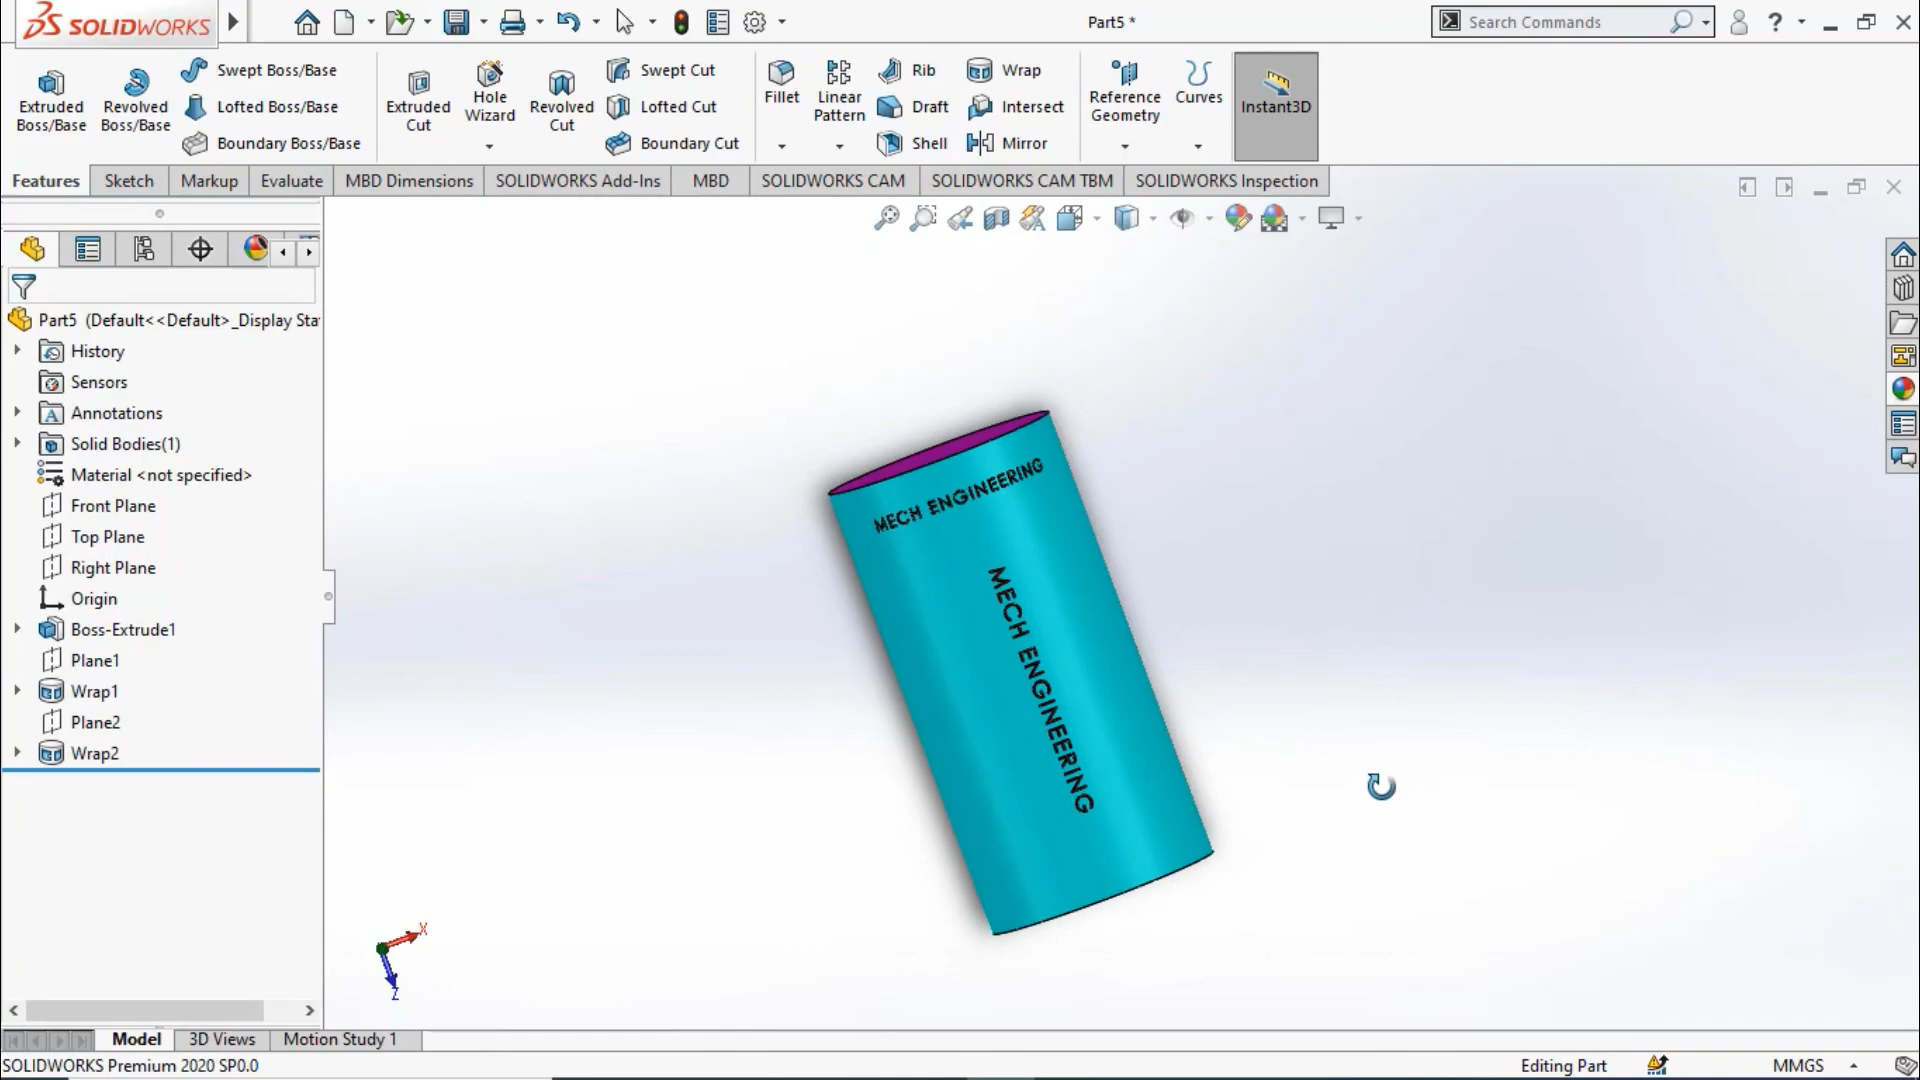 SOLIDWORKS
Part5 *
Search Commands
Extruded Boss/Base
Revolved Boss/Base
Swept Boss/Base
Lofted Boss/Base
Boundary Boss/Base
Extruded Cut
Hole Wizard
Revolved Cut
Swept Cut
Lofted Cut
Boundary Cut
Fillet
Linear Pattern
Rib
Draft
Shell
Wrap
Intersect
Mirror
Reference Geometry
Curves
Instant3D
Features
Sketch
Markup
Evaluate
MBD Dimensions
SOLIDWORKS Add-Ins
MBD
SOLIDWORKS CAM
SOLIDWORKS CAM TBM
SOLIDWORKS Inspection
Part5 (Default<<Default>_Display Sta
History
Sensors
Annotations
Solid Bodies(1)
Material <not specified>
Front Plane
Top Plane
Right Plane
Origin
Boss-Extrude1
Plane1
Wrap1
Plane2
Wrap2
MECH ENGINEERING
MECH ENGINEERING
X
Z
Model
3D Views
Motion Study 1
SOLIDWORKS Premium 2020 SP0.0
Editing Part
MMGS